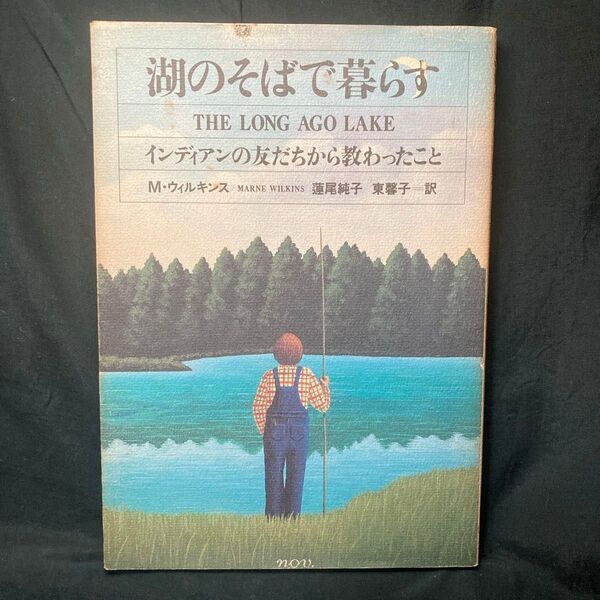 湖のそばで暮らす
THE LONG AGO LAKE
インディアンの友だちから教わったこと
M・ウィルキンス MARNE WILKINS 蓮尾純子 東馨子 訳
n.o.v.